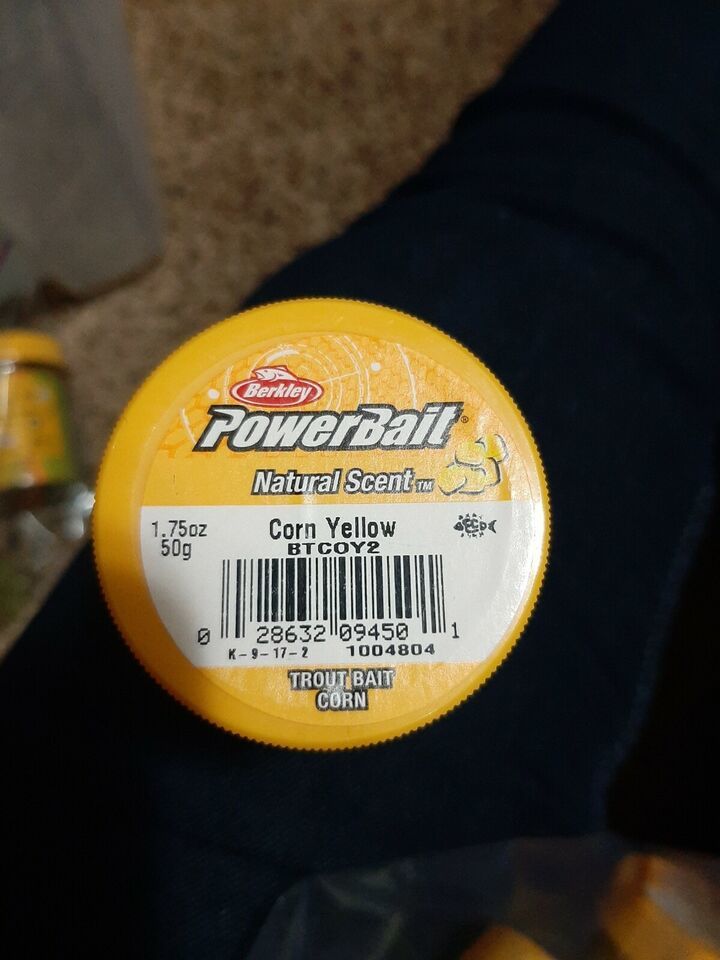 Berkley
PowerBait®
Natural Scent™
1.75oz
50g
Corn Yellow
BTCOY2
0 28632 09450 1
K-9-17-2 1004804
TROUT BAIT
CORN